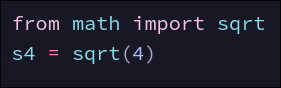 from math import sqrt
s4 = sqrt(4)